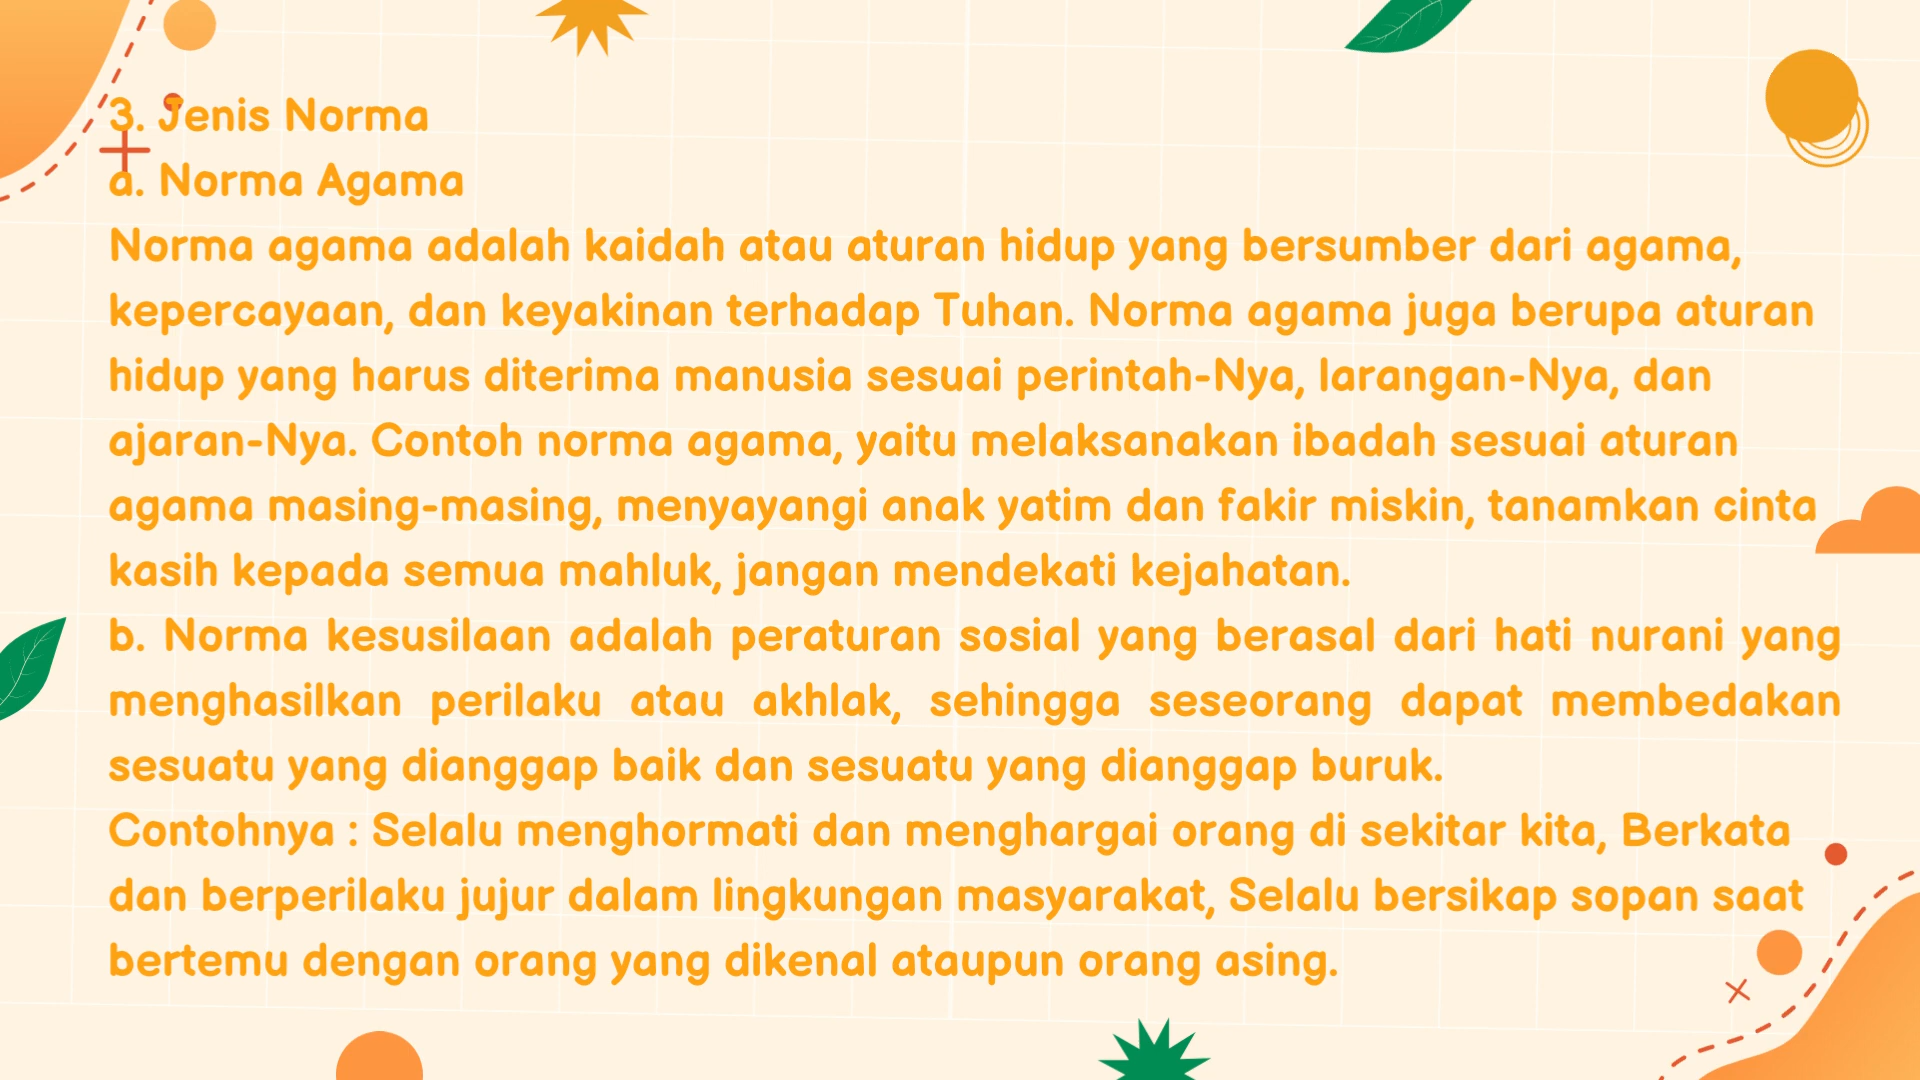 3. Jenis Norma
a. Norma Agama
Norma agama adalah kaidah atau aturan hidup yang bersumber dari agama,
kepercayaan, dan keyakinan terhadap Tuhan. Norma agama juga berupa aturan
hidup yang harus diterima manusia sesuai perintah-Nya, larangan-Nya, dan
ajaran-Nya. Contoh norma agama, yaitu melaksanakan ibadah sesuai aturan
agama masing-masing, menyayangi anak yatim dan fakir miskin, tanamkan cinta
kasih kepada semua mahluk, jangan mendekati kejahatan.
b. Norma kesusilaan adalah peraturan sosial yang berasal dari hati nurani yang
menghasilkan perilaku atau akhlak, sehingga seseorang dapat membedakan
sesuatu yang dianggap baik dan sesuatu yang dianggap buruk.
Contohnya : Selalu menghormati dan menghargai orang di sekitar kita, Berkata
dan berperilaku jujur dalam lingkungan masyarakat, Selalu bersikap sopan saat
bertemu dengan orang yang dikenal ataupun orang asing.